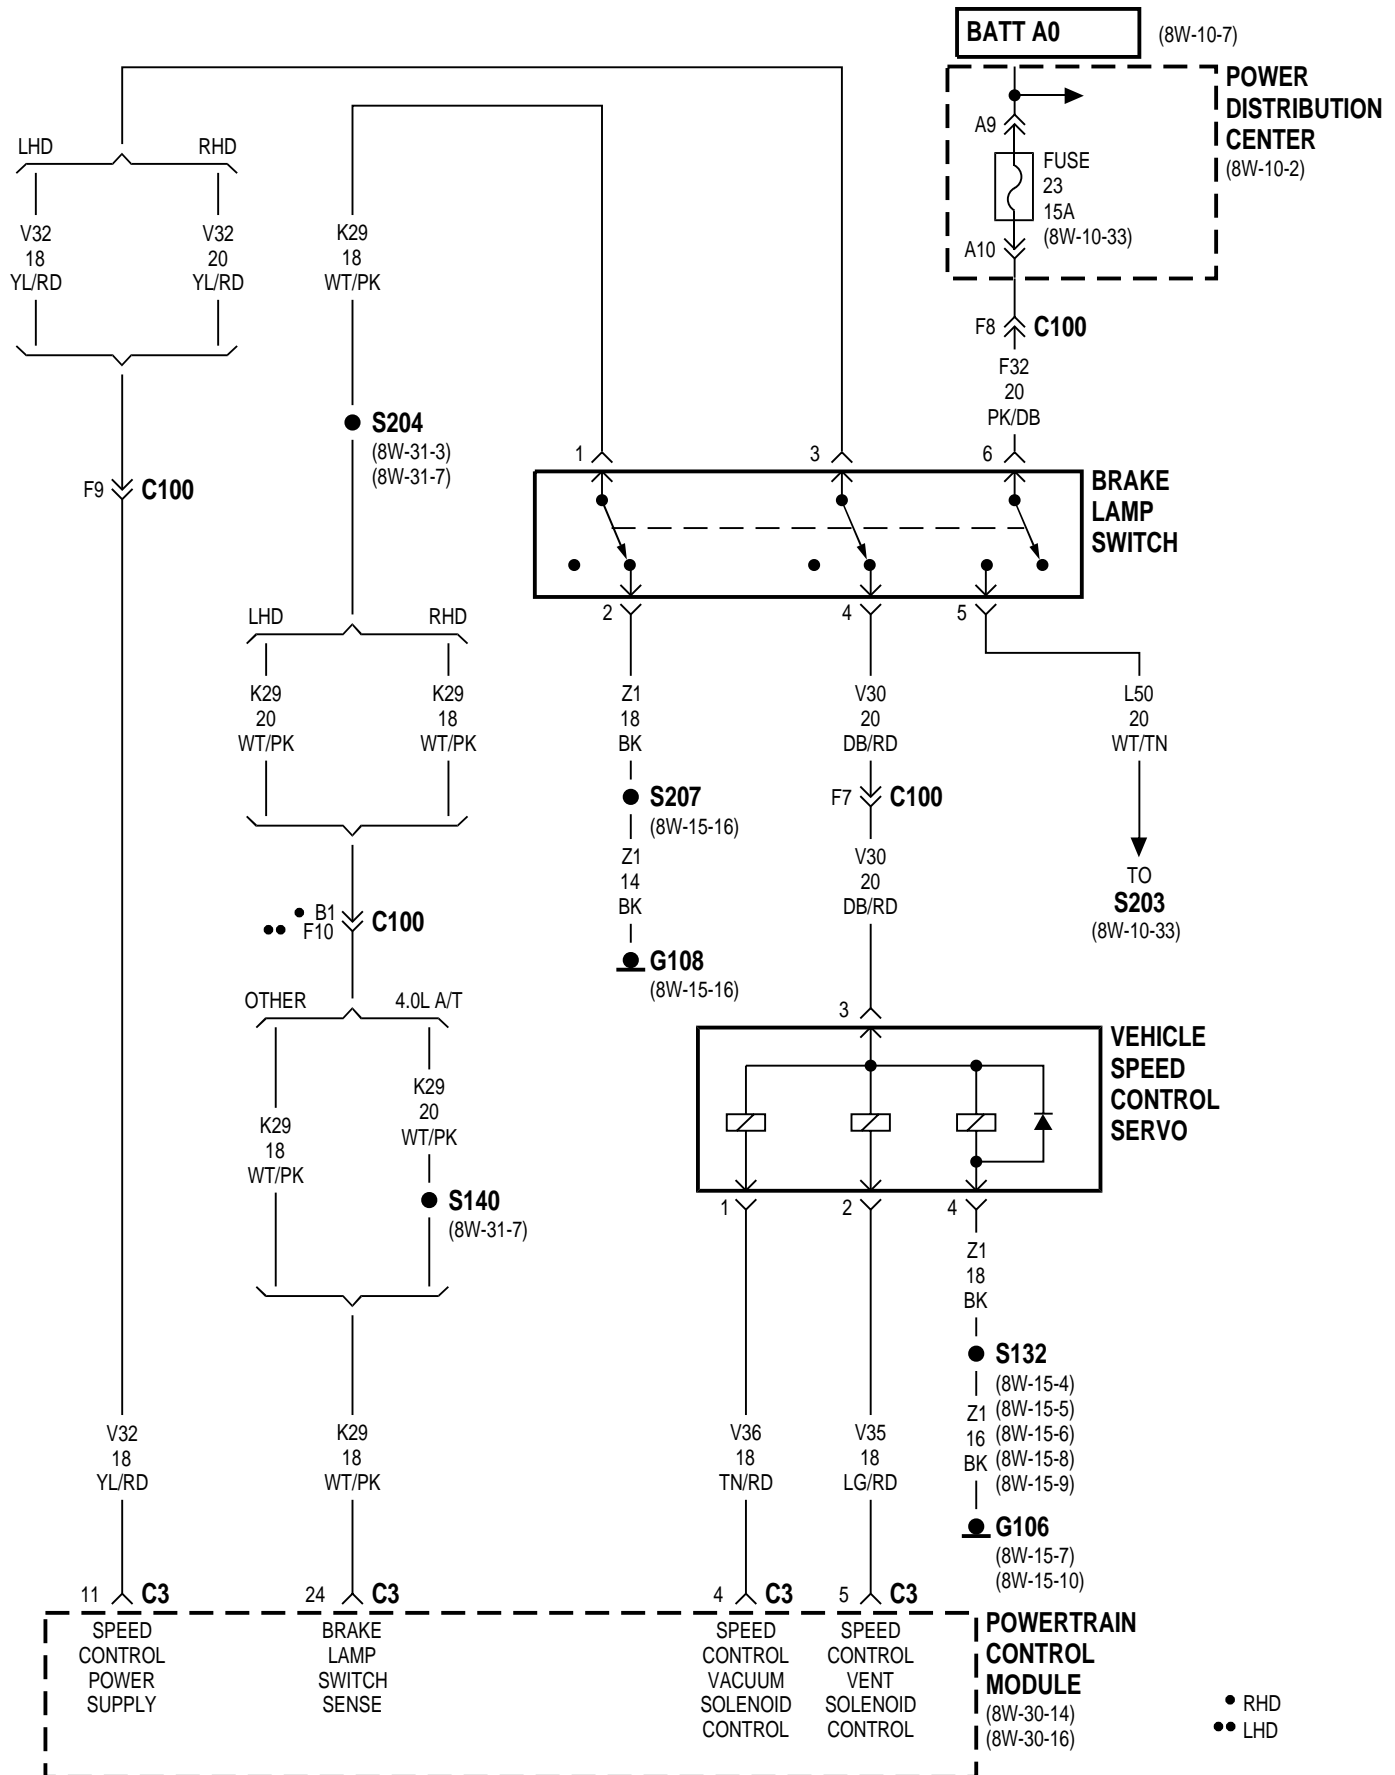 BATT A0
(8W-10-7)
POWER
DISTRIBUTION
CENTER
(8W-10-2)
A9
FUSE
23
15A
(8W-10-33)
A10
F8
C100
F32
20
PK/DB
LHD
RHD
V32
18
YL/RD
V32
20
YL/RD
K29
18
WT/PK
S204
(8W-31-3)
(8W-31-7)
F9
C100
1
3
6
BRAKE
LAMP
SWITCH
2
4
5
LHD
RHD
K29
20
WT/PK
K29
18
WT/PK
Z1
18
BK
V30
20
DB/RD
L50
20
WT/TN
S207
(8W-15-16)
F7
C100
Z1
14
BK
V30
20
DB/RD
TO
S203
(8W-10-33)
B1
F10
C100
G108
(8W-15-16)
OTHER
4.0L A/T
3
VEHICLE
SPEED
CONTROL
SERVO
K29
18
WT/PK
K29
20
WT/PK
S140
(8W-31-7)
1
2
4
Z1
18
BK
S132
(8W-15-4)
(8W-15-5)
(8W-15-6)
(8W-15-8)
(8W-15-9)
Z1
16
BK
V32
18
YL/RD
K29
18
WT/PK
V36
18
TN/RD
V35
18
LG/RD
G106
(8W-15-7)
(8W-15-10)
11
C3
24
C3
4
C3
5
C3
SPEED
CONTROL
POWER
SUPPLY
BRAKE
LAMP
SWITCH
SENSE
SPEED
CONTROL
VACUUM
SOLENOID
CONTROL
SPEED
CONTROL
VENT
SOLENOID
CONTROL
POWERTRAIN
CONTROL
MODULE
(8W-30-14)
(8W-30-16)
• RHD
•• LHD